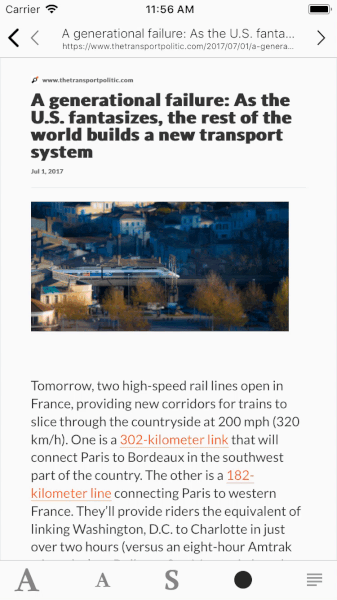 Carrier 11:56 AM
A generational failure: As the U.S. fanta...
https://www.thetransportpolitic.com/2017/07/01/a-genera...
www.thetransportpolitic.com
A generational failure: As the
U.S. fantasizes, the rest of the
world builds a new transport
system
Jul 1, 2017
Tomorrow, two high-speed rail lines open in
France, providing new corridors for trains to
slice through the countryside at 200 mph (320
km/h). One is a 302-kilometer link that will
connect Paris to Bordeaux in the southwest
part of the country. The other is a 182-
kilometer line connecting Paris to western
France. They’ll provide riders the equivalent of
linking Washington, D.C. to Charlotte in just
over two hours (versus an eight-hour Amtrak
A A S